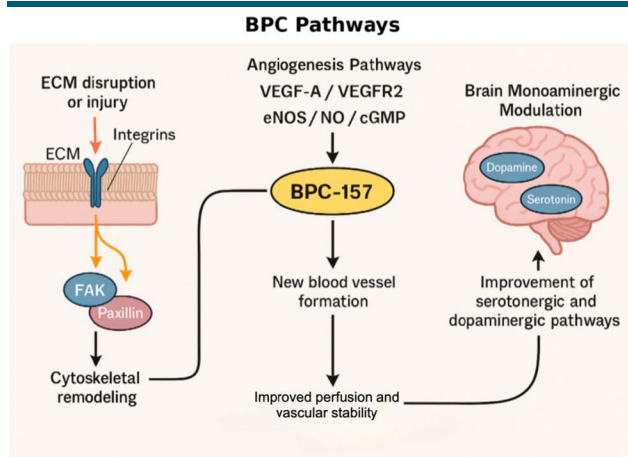 BPC Pathways
ECM disruption
or injury
ECM
Integrins
FAK
Paxillin
Cytoskeletal
remodeling
Angiogenesis Pathways
VEGF-A / VEGFR2
eNOS / NO / cGMP
BPC-157
New blood vessel
formation
Improved perfusion and
vascular stability
Brain Monoaminergic
Modulation
Dopamine
Serotonin
Improvement of
serotonergic and
dopaminergic pathways